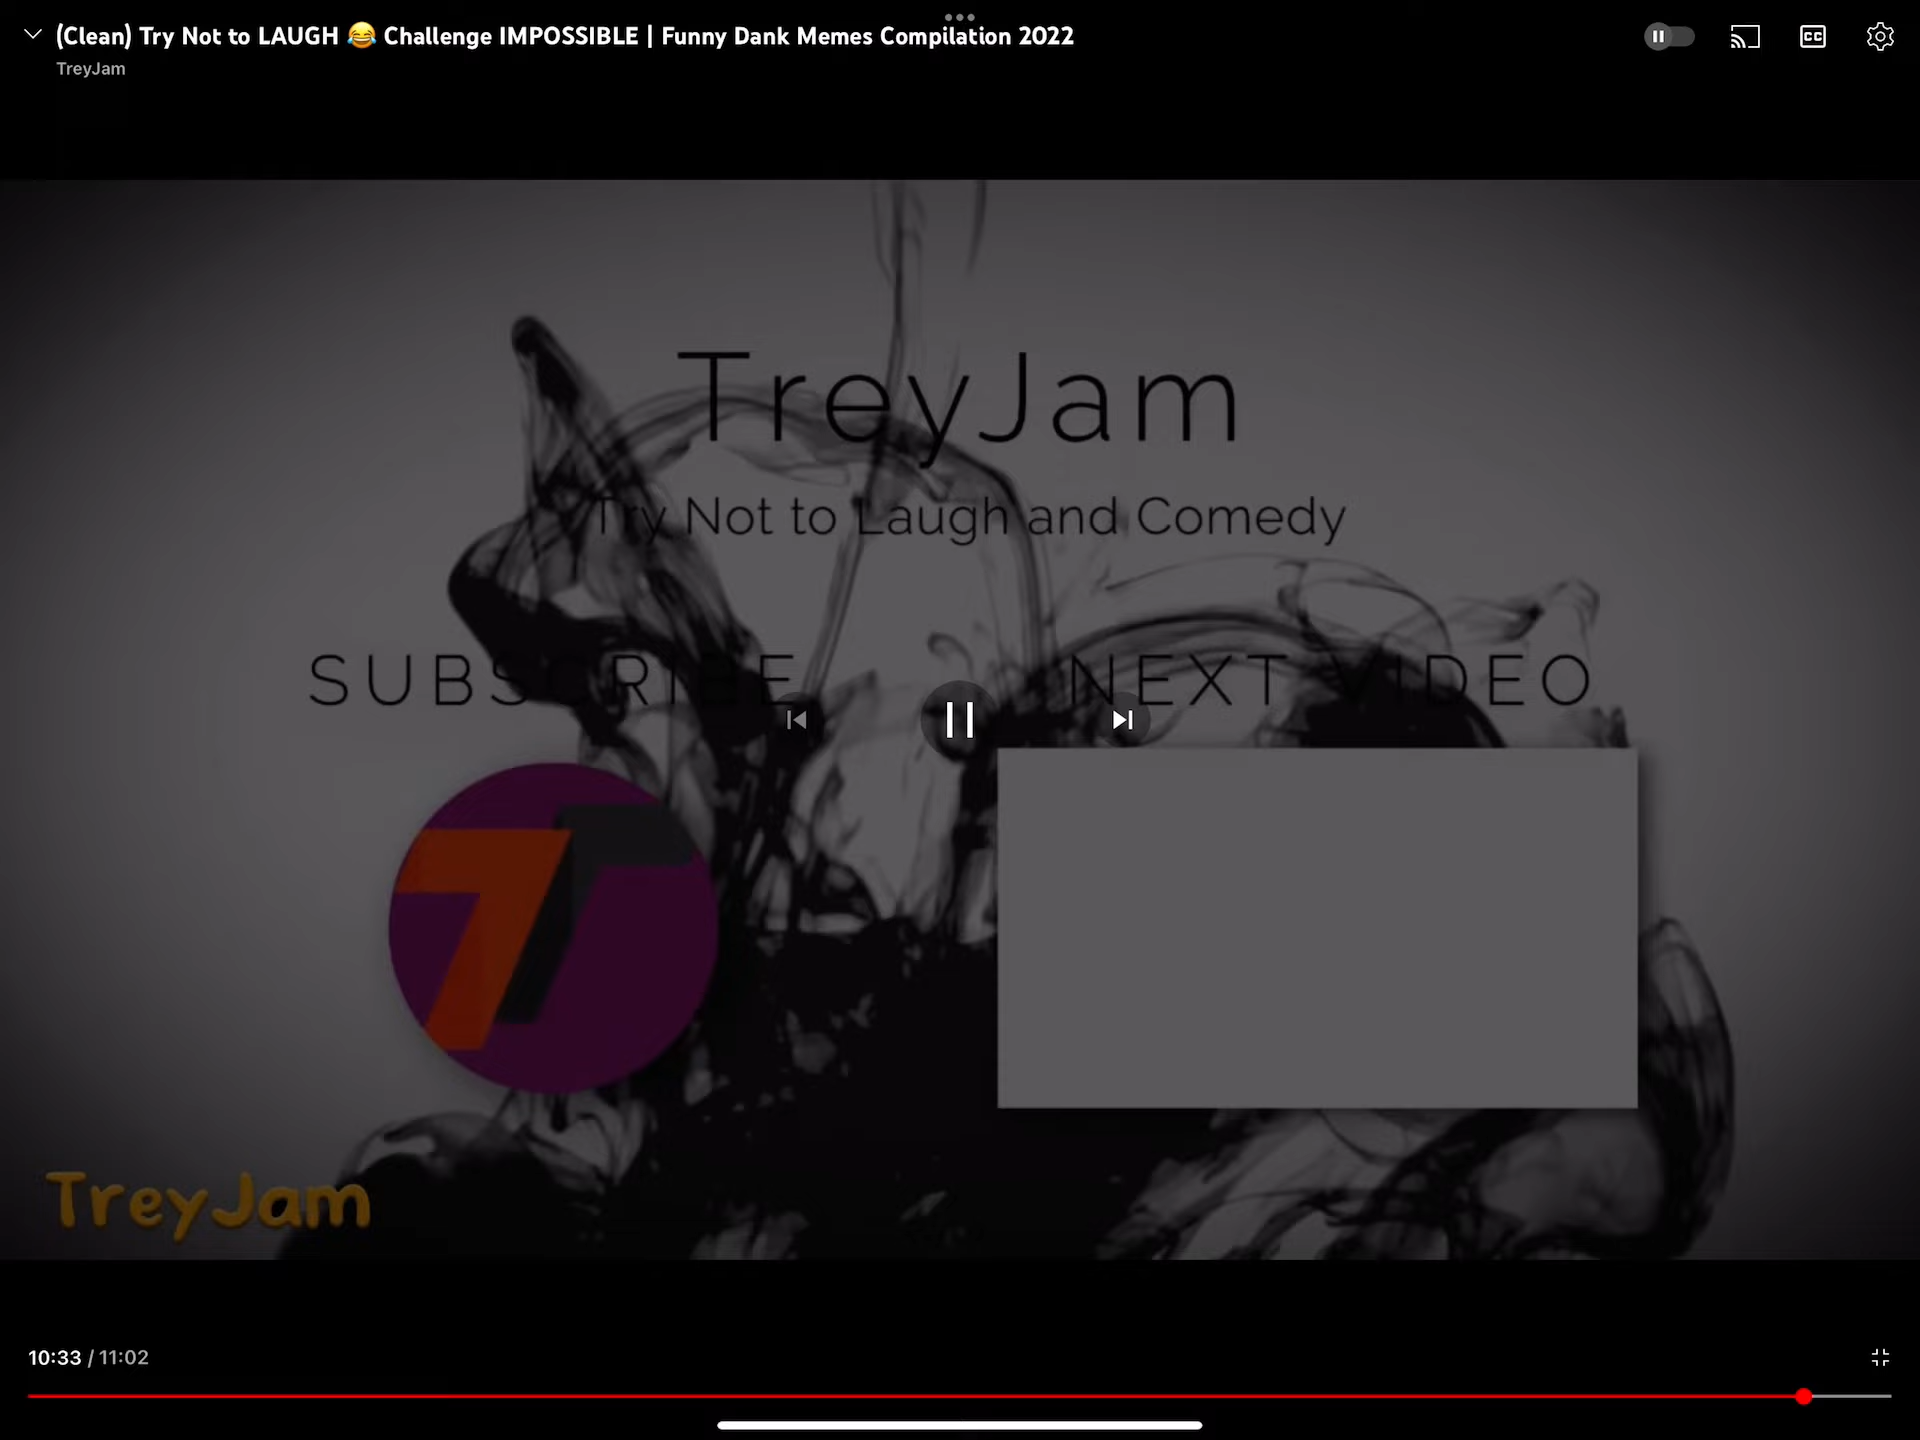 (Clean) Try Not to LAUGH 😂 Challenge IMPOSSIBLE | Funny Dank Memes Compilation 2022
TreyJam
CC
TreyJam
Try Not to Laugh and Comedy
SUBSCRIBE
NEXT VIDEO
TreyJam
10:33 / 11:02